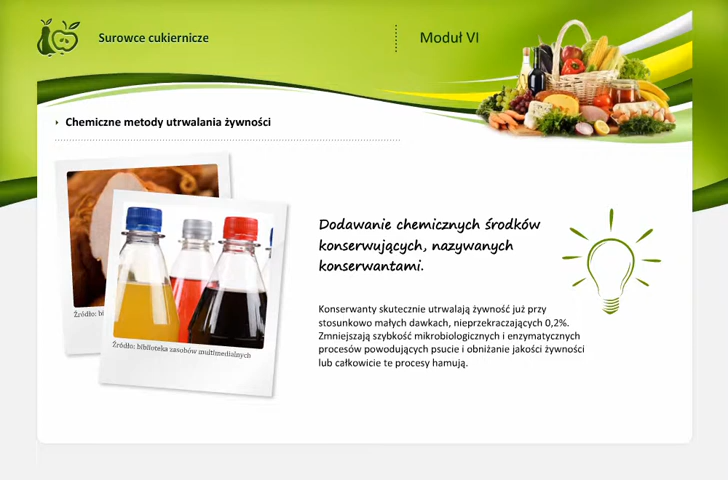 Surowce cukiernicze
Moduł VI
Chemiczne metody utrwalania żywności
Dodawanie chemicznych środków
konserwujących, nazywanych
konserwantami.
Konserwanty skutecznie utrwalają żywność już przy
stosunkowo małych dawkach, nieprzekraczających 0,2%.
Zmniejszają szybkość mikrobiologicznych i enzymatycznych
procesów powodujących psucie i obniżanie jakości żywności
lub całkowicie te procesy hamują.
Źródło:
Źródło: biblioteka zasobów multimedialnych